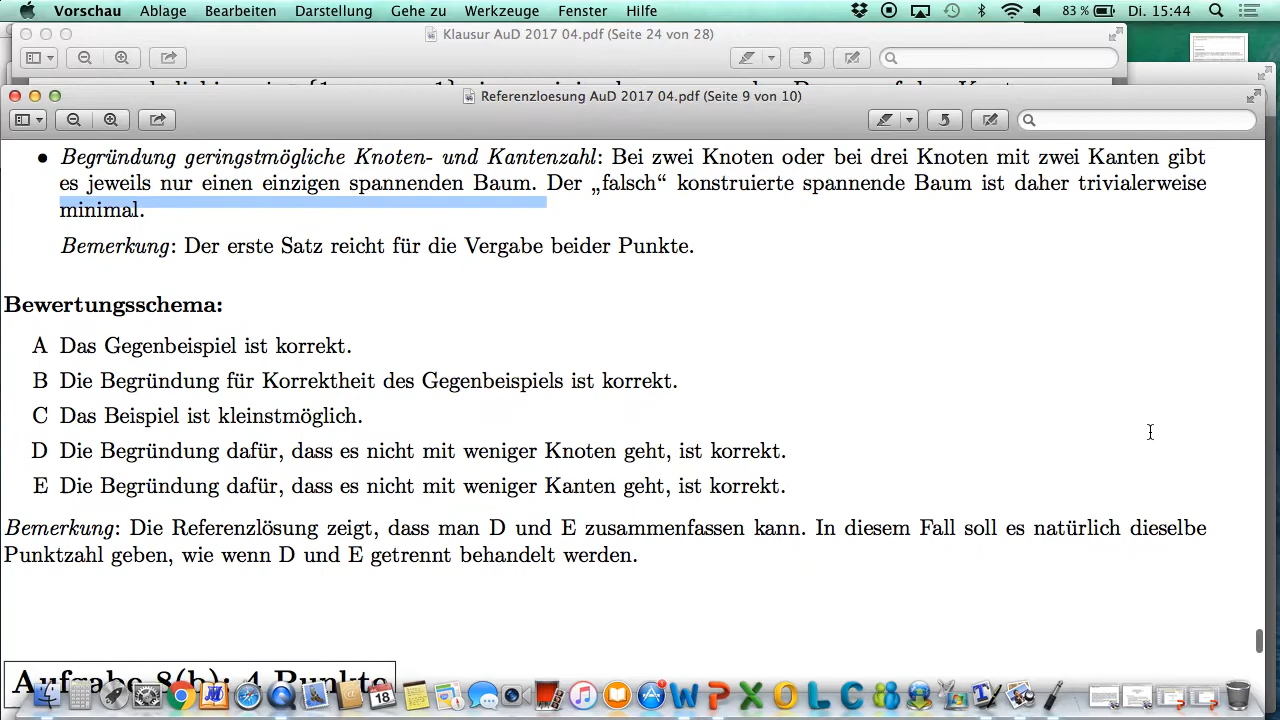 Vorschau Ablage Bearbeiten Darstellung Gehe zu Werkzeuge Fenster Hilfe 83 % Di. 15:44
Klausur AuD 2017 04.pdf (Seite 24 von 28)
Referenzloesung AuD 2017 04.pdf (Seite 9 von 10)
• Begründung geringstmögliche Knoten- und Kantenzahl: Bei zwei Knoten oder bei drei Knoten mit zwei Kanten gibt
es jeweils nur einen einzigen spannenden Baum. Der „falsch“ konstruierte spannende Baum ist daher trivialerweise
minimal.
Bemerkung: Der erste Satz reicht für die Vergabe beider Punkte.
Bewertungsschema:
A Das Gegenbeispiel ist korrekt.
B Die Begründung für Korrektheit des Gegenbeispiels ist korrekt.
C Das Beispiel ist kleinstmöglich.
D Die Begründung dafür, dass es nicht mit weniger Knoten geht, ist korrekt.
E Die Begründung dafür, dass es nicht mit weniger Kanten geht, ist korrekt.
Bemerkung: Die Referenzlösung zeigt, dass man D und E zusammenfassen kann. In diesem Fall soll es natürlich dieselbe
Punktzahl geben, wie wenn D und E getrennt behandelt werden.
Aufgabe 8(b): 4 Punkte